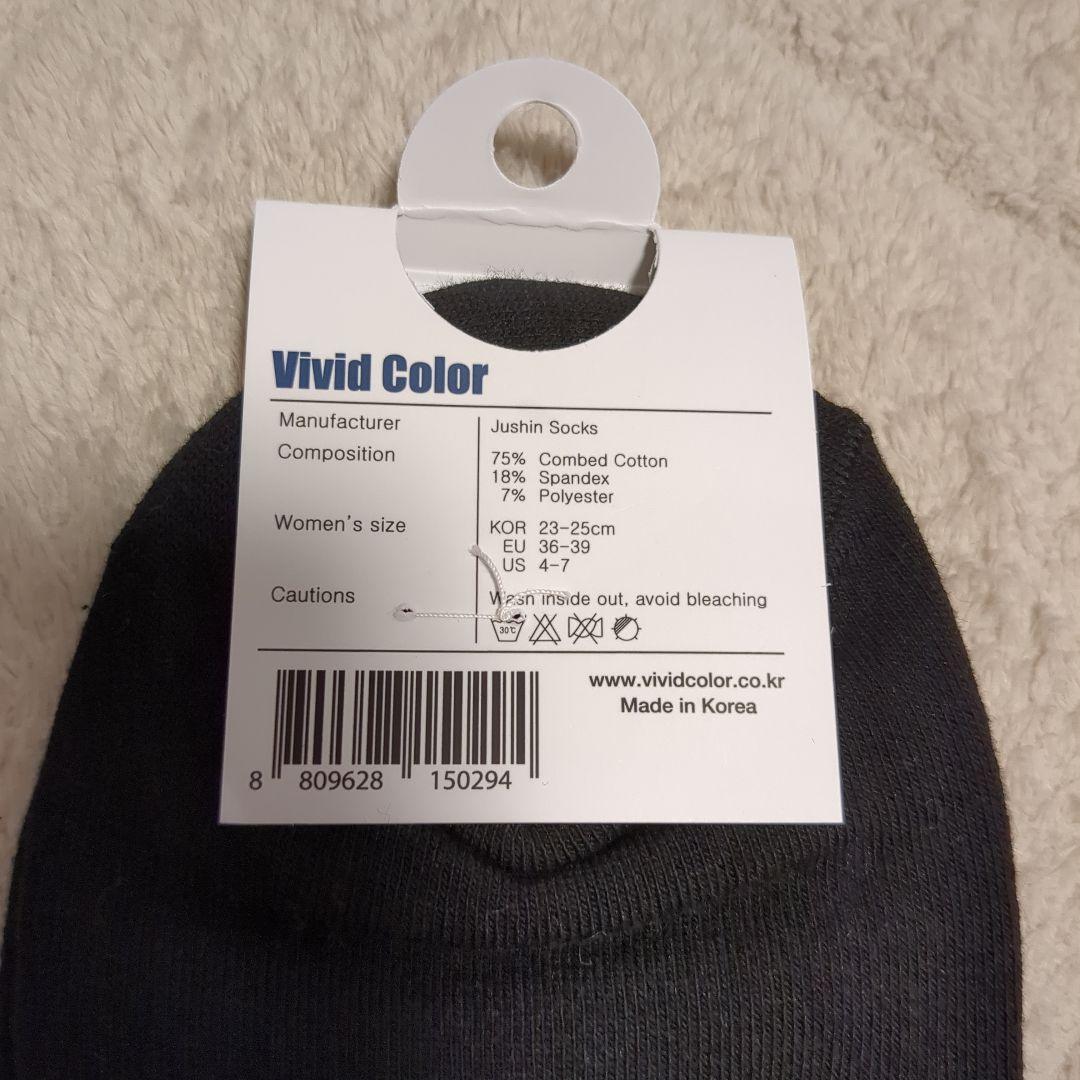 Vivid Color
Manufacturer Jushin Socks
Composition 75% Combed Cotton
18% Spandex
7% Polyester
Women's size KOR 23-25cm
EU 36-39
US 4-7
Cautions Wash inside out, avoid bleaching
30℃
www.vividcolor.co.kr
Made in Korea
8 809628 150294